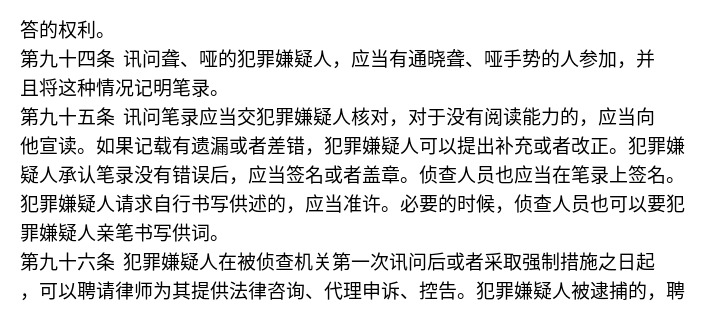 答的权利。
第九十四条 讯问聋、哑的犯罪嫌疑人，应当有通晓聋、哑手势的人参加，并
且将这种情况记明笔录。
第九十五条 讯问笔录应当交犯罪嫌疑人核对，对于没有阅读能力的，应当向
他宣读。如果记载有遗漏或者差错，犯罪嫌疑人可以提出补充或者改正。犯罪嫌
疑人承认笔录没有错误后，应当签名或者盖章。侦查人员也应当在笔录上签名。
犯罪嫌疑人请求自行书写供述的，应当准许。必要的时候，侦查人员也可以要犯
罪嫌疑人亲笔书写供词。
第九十六条 犯罪嫌疑人在被侦查机关第一次讯问后或者采取强制措施之日起
，可以聘请律师为其提供法律咨询、代理申诉、控告。犯罪嫌疑人被逮捕的，聘